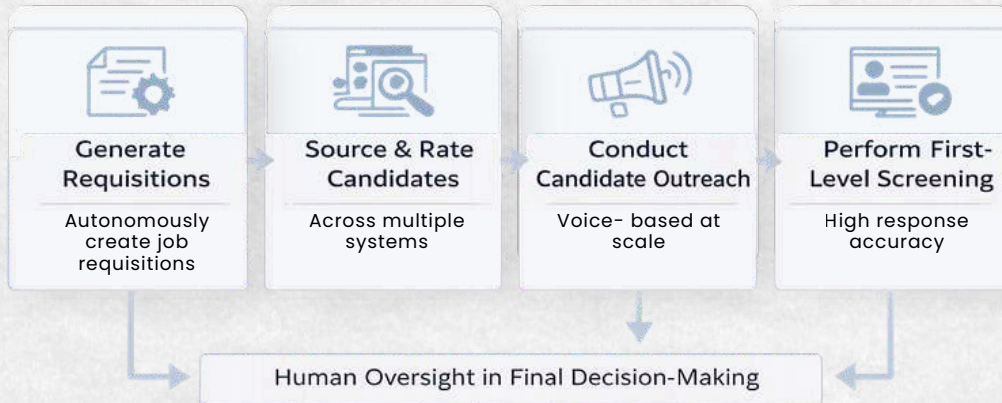 Generate
Requisitions
Autonomously
create job
requisitions
Source & Rate
Candidates
Across multiple
systems
Conduct
Candidate Outreach
Voice- based at
scale
Perform First-
Level Screening
High response
accuracy
Human Oversight in Final Decision-Making